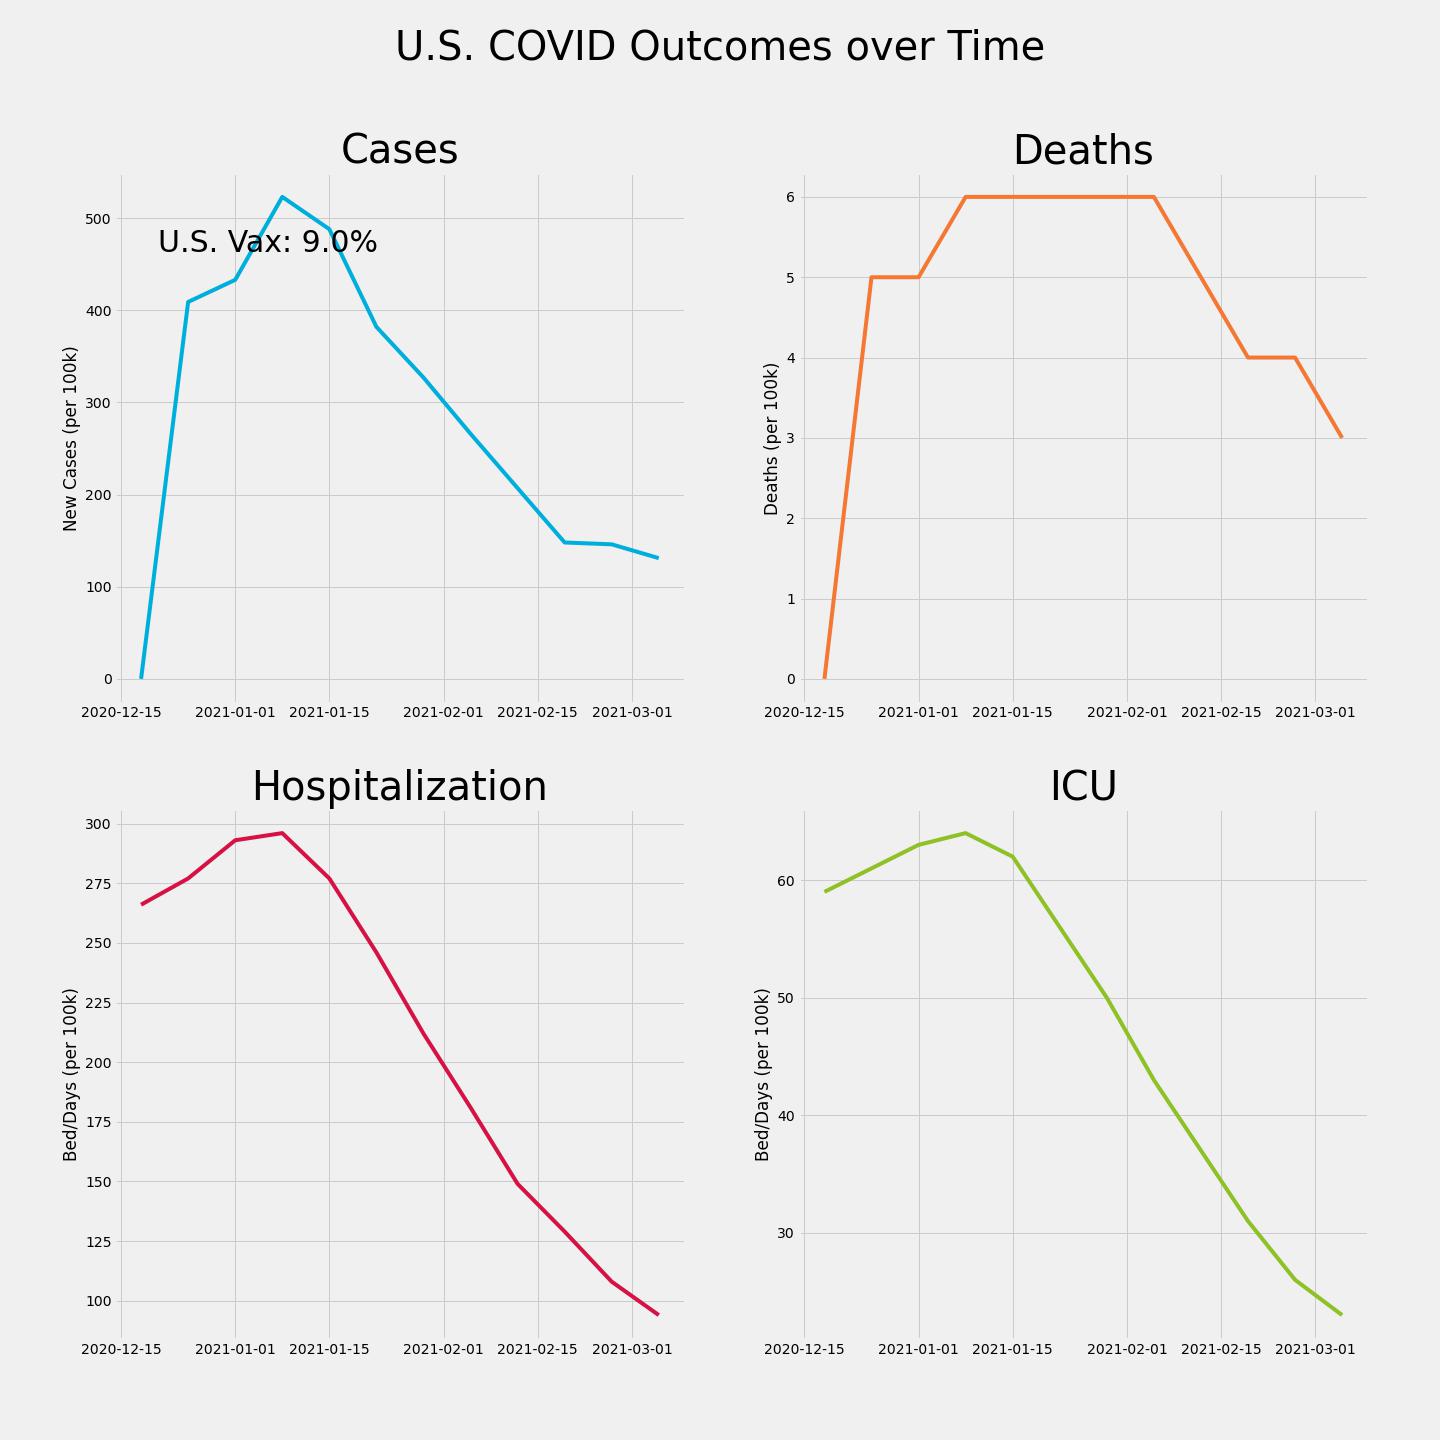 U.S. COVID Outcomes over Time
Cases
New Cases (per 100k)
500
400
300
200
100
0
U.S. Vax: 9.0%
2020-12-15 2021-01-01 2021-01-15 2021-02-01 2021-02-15 2021-03-01
Deaths
Deaths (per 100k)
6
5
4
3
2
1
0
2020-12-15 2021-01-01 2021-01-15 2021-02-01 2021-02-15 2021-03-01
Hospitalization
Bed/Days (per 100k)
300
275
250
225
200
175
150
125
100
2020-12-15 2021-01-01 2021-01-15 2021-02-01 2021-02-15 2021-03-01
ICU
Bed/Days (per 100k)
60
50
40
30
2020-12-15 2021-01-01 2021-01-15 2021-02-01 2021-02-15 2021-03-01